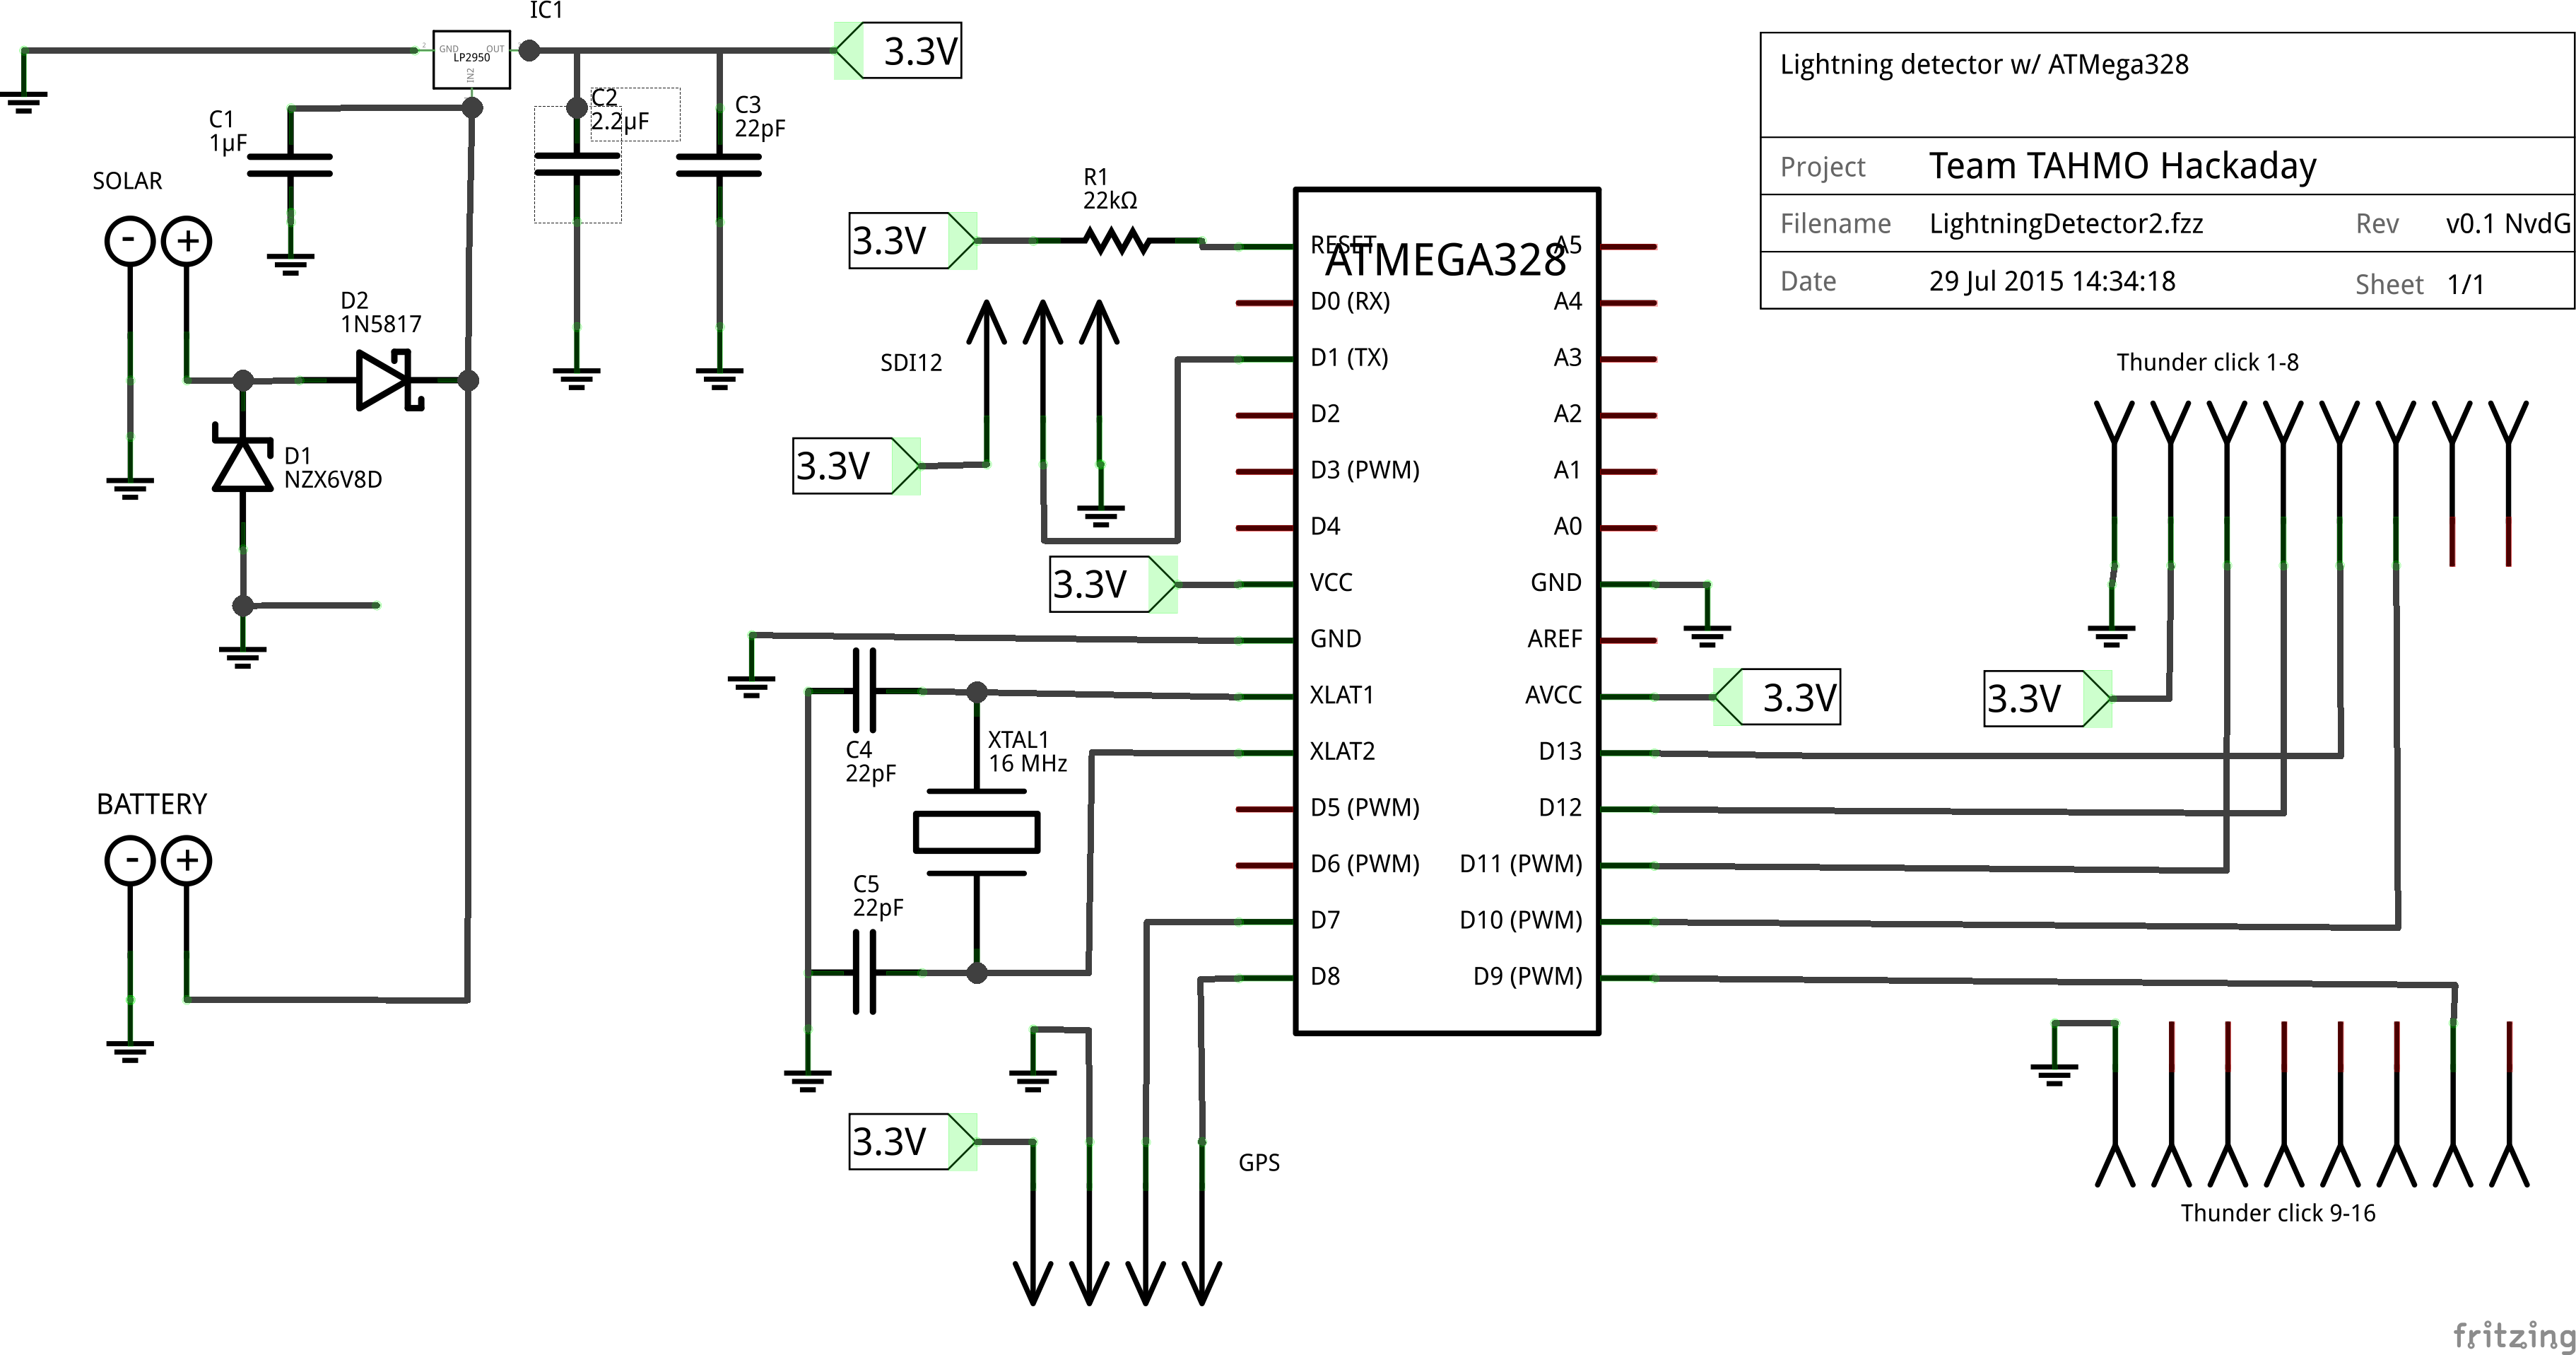 IC1
2
GND
OUT
LP2950
IN2
3.3V
C1
1µF
C2
2.2µF
C3
22pF
SOLAR
-
+
D2
1N5817
D1
NZX6V8D
BATTERY
-
+
Lightning detector w/ ATMega328
Project
Team TAHMO Hackaday
Filename
LightningDetector2.fzz
Rev
v0.1 NvdG
Date
29 Jul 2015 14:34:18
Sheet
1/1
3.3V
R1
22kΩ
SDI12
3.3V
3.3V
ATMEGA328
RESET
D0 (RX)
D1 (TX)
D2
D3 (PWM)
D4
VCC
GND
XLAT1
XLAT2
D5 (PWM)
D6 (PWM)
D7
D8
A5
A4
A3
A2
A1
A0
GND
AREF
AVCC
D13
D12
D11 (PWM)
D10 (PWM)
D9 (PWM)
C4
22pF
XTAL1
16 MHz
C5
22pF
3.3V
GPS
3.3V
3.3V
Thunder click 1-8
Thunder click 9-16
fritzing